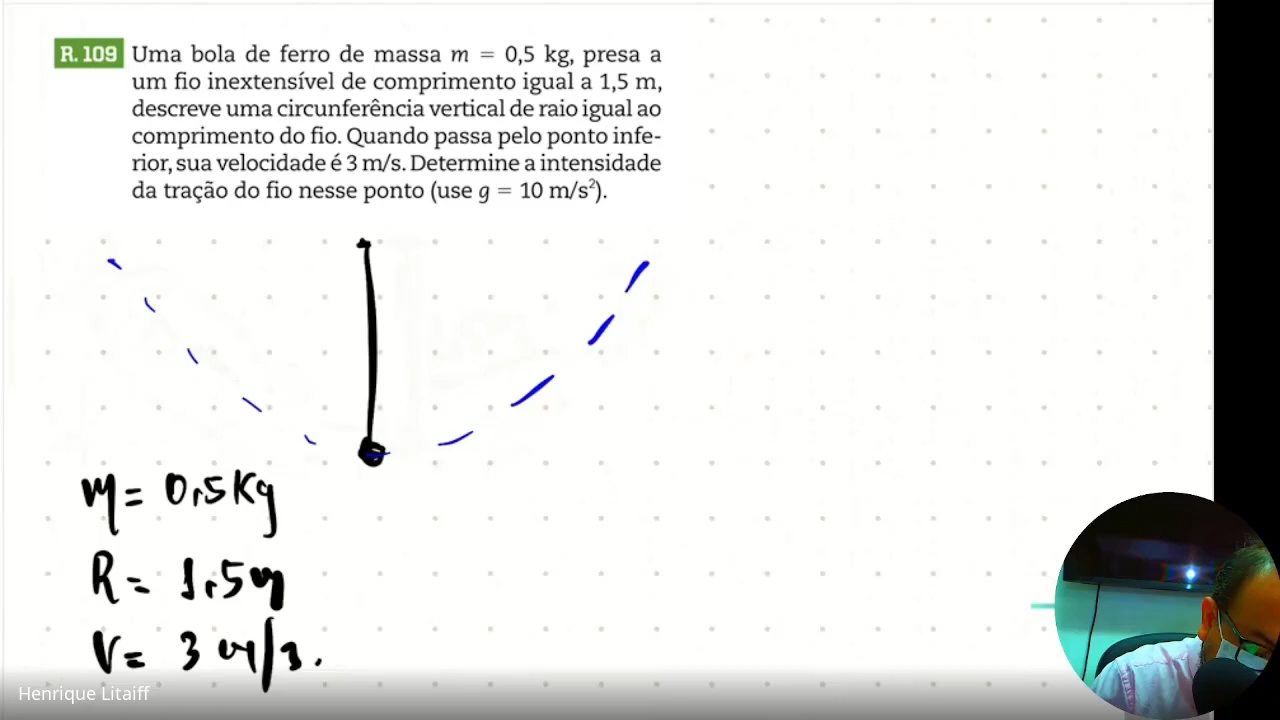 R. 109 Uma bola de ferro de massa m = 0,5 kg, presa a
um fio inextensível de comprimento igual a 1,5 m,
descreve uma circunferência vertical de raio igual ao
comprimento do fio. Quando passa pelo ponto infe-
rior, sua velocidade é 3 m/s. Determine a intensidade
da tração do fio nesse ponto (use g = 10 m/s²).
m = 0,5 Kg
R = 1,5 m
V = 3 m/s.
Henrique Litaiff